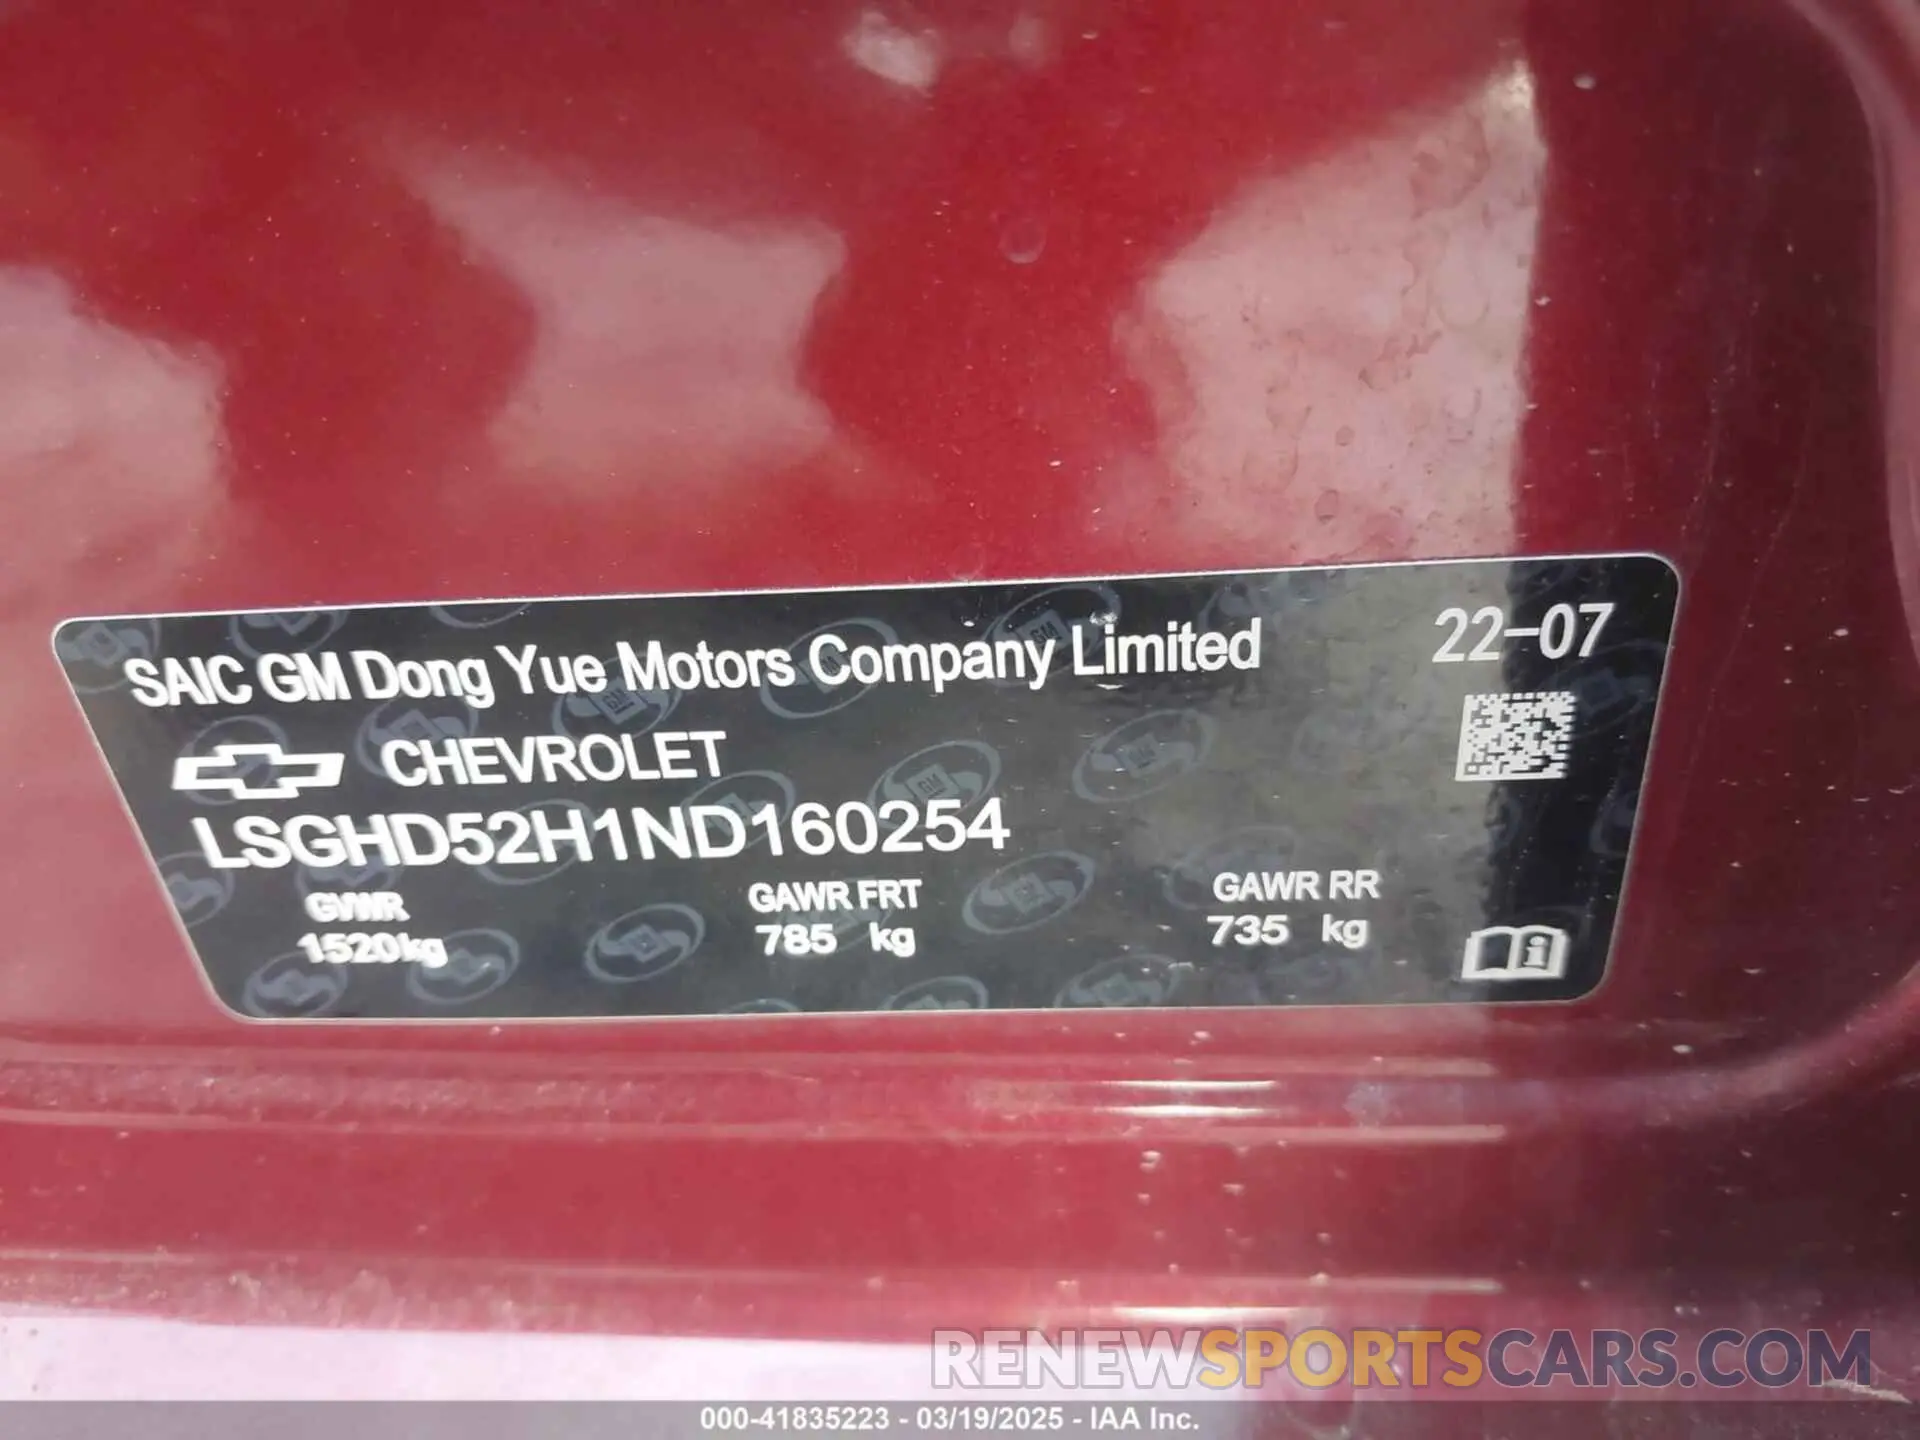 SAIC GM Dong Yue Motors Company Limited
22-07
CHEVROLET
LSGHD52H1ND160254
GVWR
1520kg
GAWR FRT
785 kg
GAWR RR
735 kg
RENEWSPORTSCARS.COM
000-41835223 - 03/19/2025 - IAA Inc.